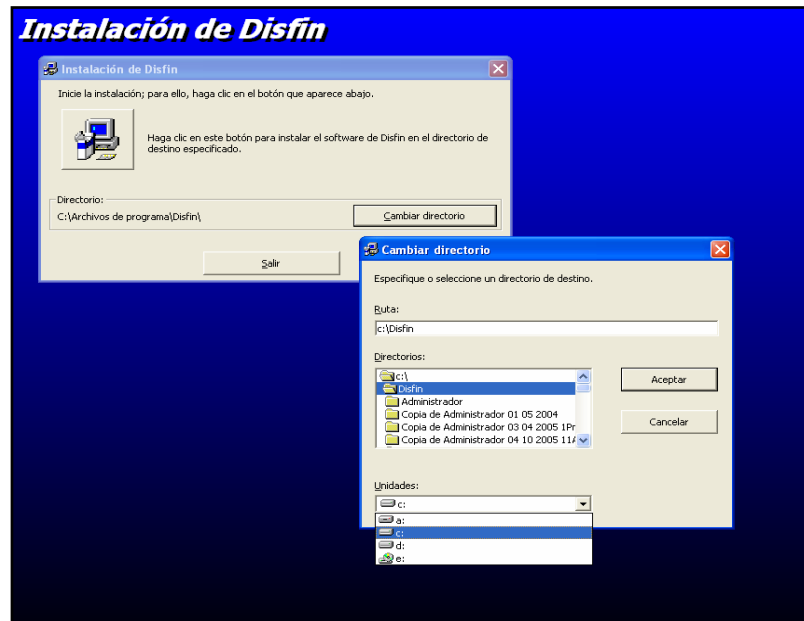 Instalación de Disfin
Instalación de Disfin
Inicie la instalación; para ello, haga clic en el botón que aparece abajo.
Haga clic en este botón para instalar el software de Disfin en el directorio de
destino especificado.
Directorio:
C:\Archivos de programa\Disfin\
Cambiar directorio
Salir
Cambiar directorio
Especifique o seleccione un directorio de destino.
Ruta:
c:\Disfin
Directorios:
c:\
Disfin
Administrador
Copia de Administrador 01 05 2004
Copia de Administrador 03 04 2005 1Pr
Copia de Administrador 04 10 2005 11
Aceptar
Cancelar
Unidades:
c:
a:
c:
d:
e: